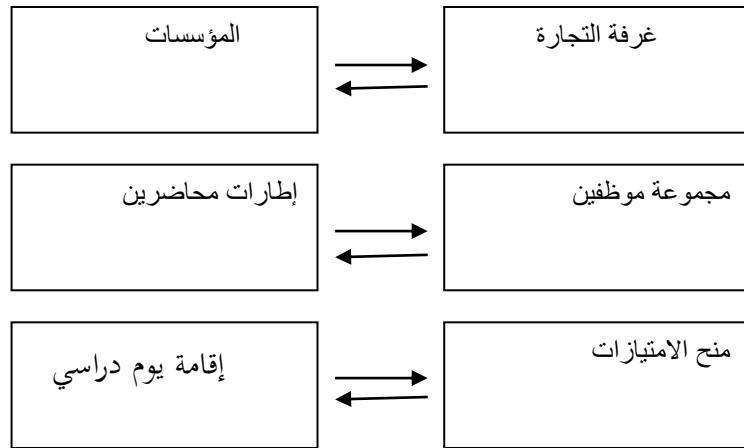 غرفة التجارة
المؤسسات
مجموعة موظفين
إطارات محاضرين
منح الامتيازات
إقامة يوم دراسي